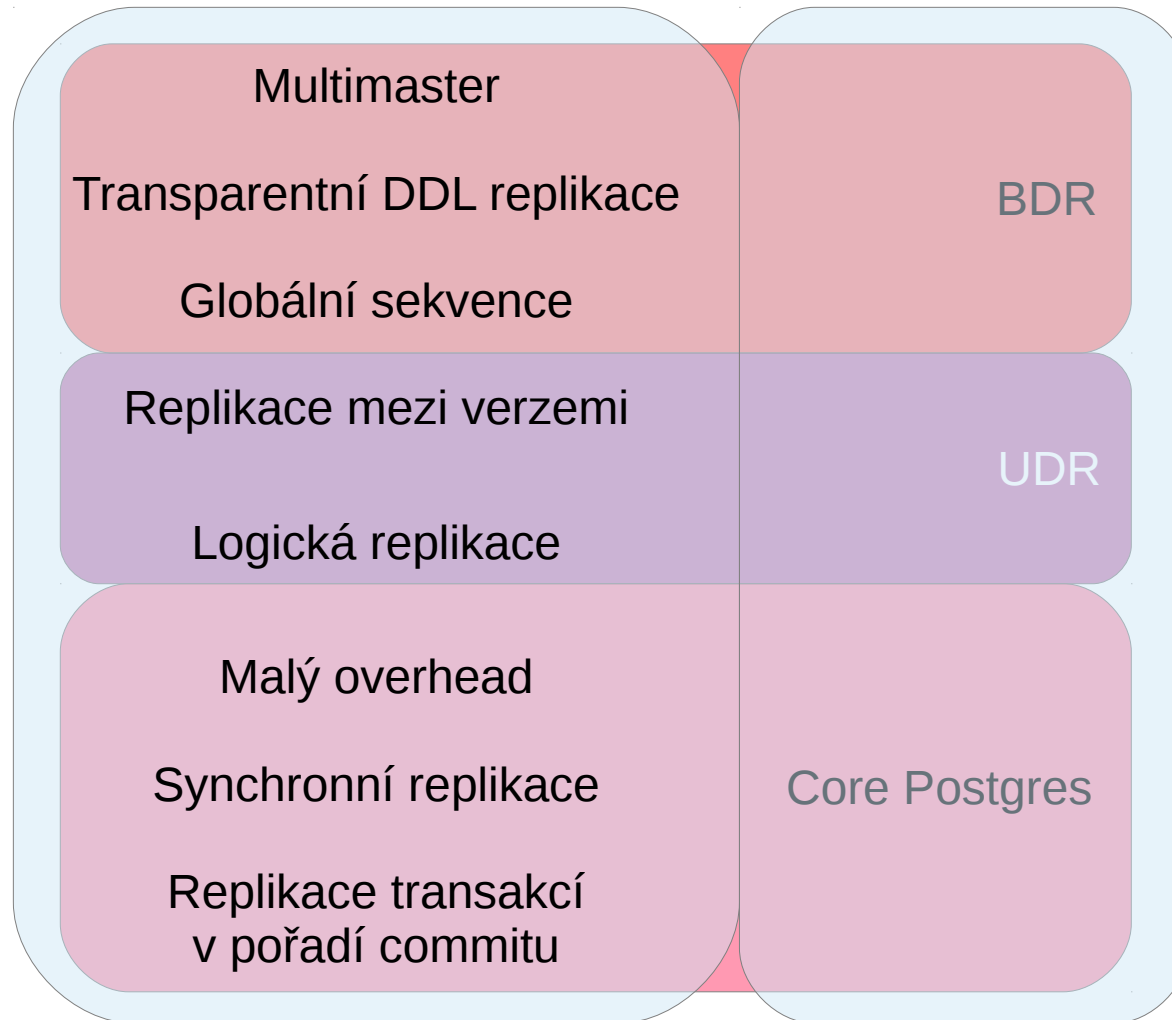 Multimaster
Transparentní DDL replikace
BDR
Globální sekvence
Replikace mezi verzemi
UDR
Logická replikace
Malý overhead
Synchronní replikace
Core Postgres
Replikace transakcí
v pořadí commitu